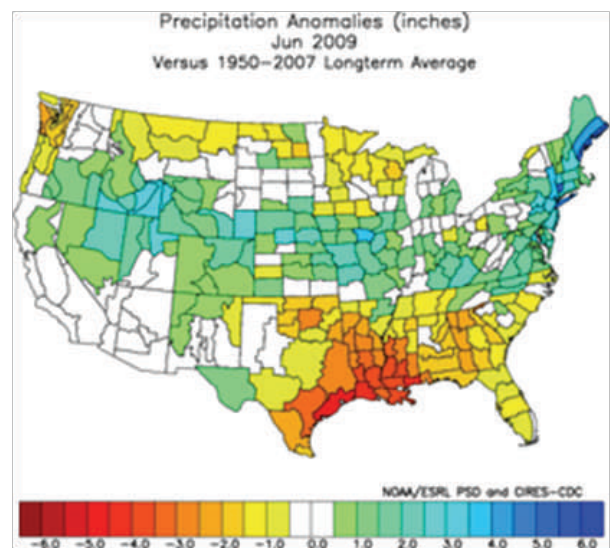 Precipitation Anomalies (inches)
Jun 2009
Versus 1950-2007 Longterm Average
NOAA/ESRL PSD and CIRES-CDC
-6.0 -5.0 -4.0 -3.0 -2.0 -1.0 0.0 1.0 2.0 3.0 4.0 5.0 6.0